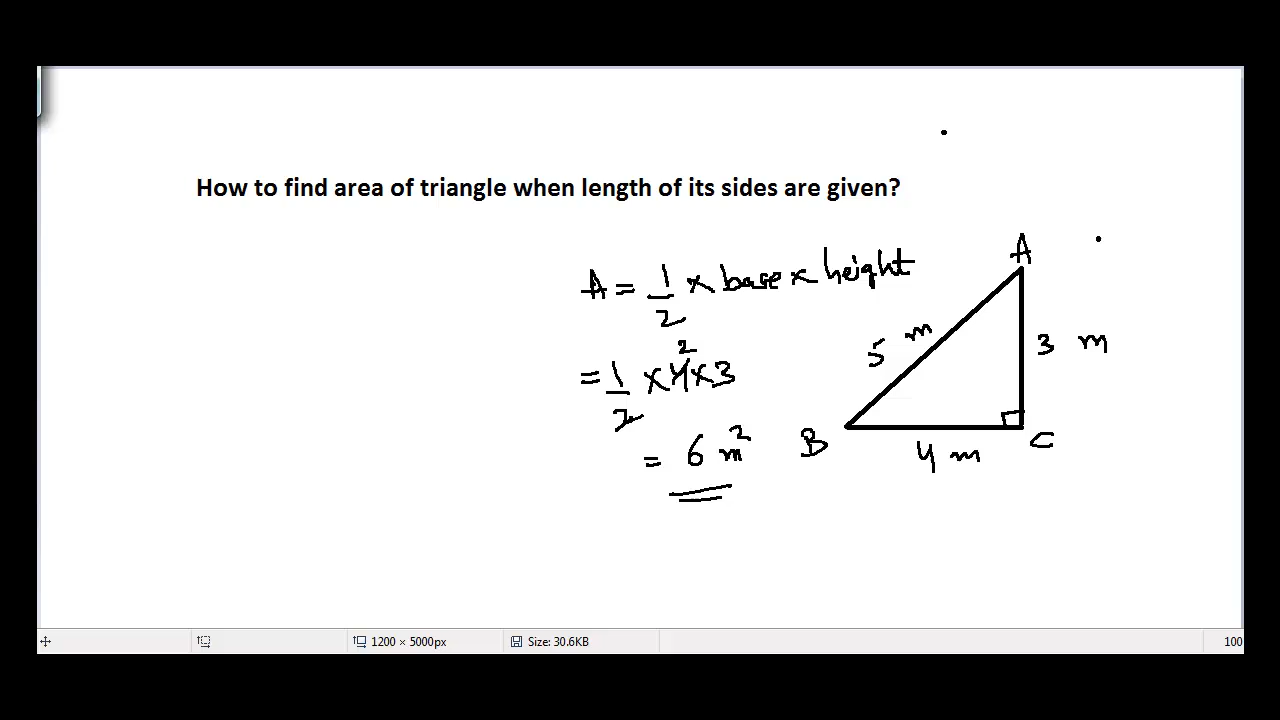 How to find area of triangle when length of its sides are given?
A = 1/2 × base × height
A
5 m
3 m
= 1/2 × 4 2 × 3
= 6 m²
B
4 m
C
1200 × 5000px
Size: 30.6KB
100